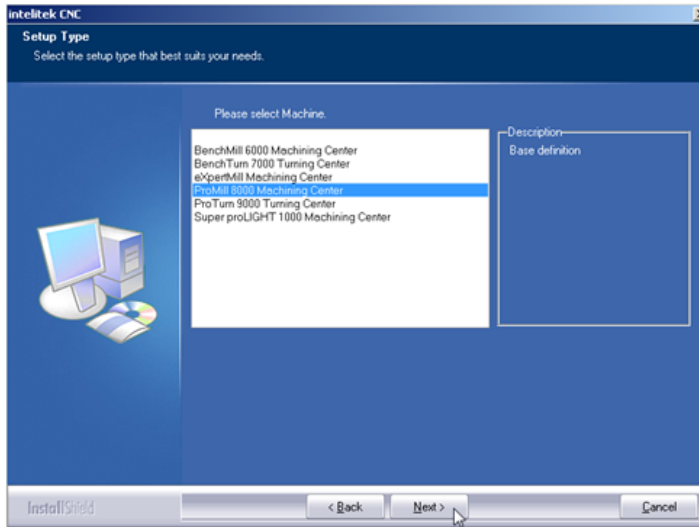 intelitek CNC
Setup Type
Select the setup type that best suits your needs.
Please select Machine.
BenchMill 6000 Machining Center
BenchTurn 7000 Turning Center
eXpertMill Machining Center
ProMill 8000 Machining Center
ProTurn 9000 Turning Center
Super proLIGHT 1000 Machining Center
Description
Base definition
InstallShield
< Back
Next >
Cancel